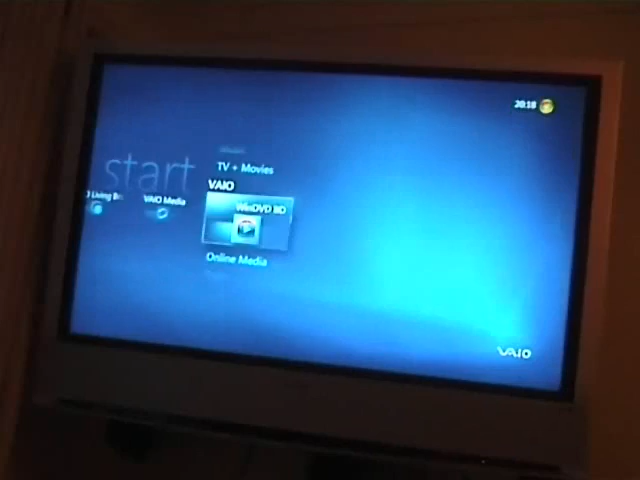 20:18
TV + Movies
start
VAIO
VAIO Media
WinDVD BD
Online Media
VAIO